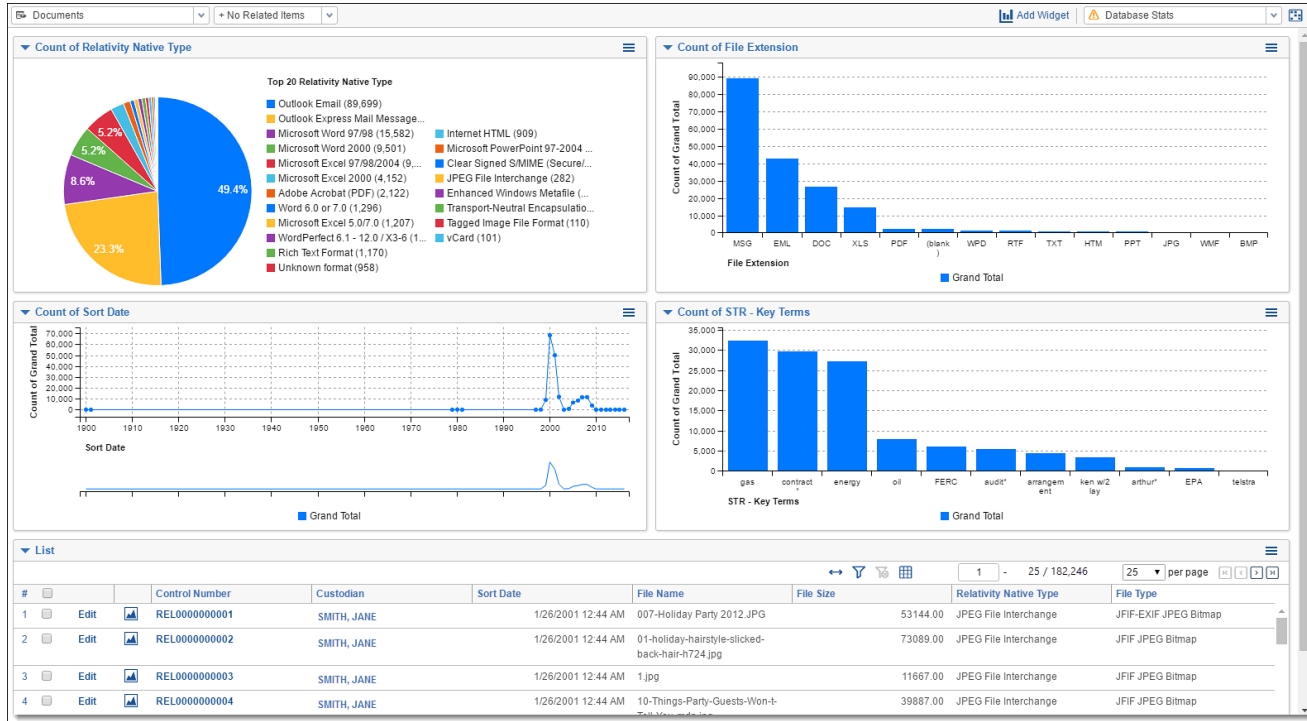 Documents
+ No Related Items
Add Widget
Database Stats
Count of Relativity Native Type
Top 20 Relativity Native Type
Outlook Email (89,699)
Outlook Express Mail Message...
Microsoft Word 97/98 (15,582)
Microsoft Word 2000 (9,501)
Microsoft Excel 97/98/2004 (9,...
Microsoft Excel 2000 (4,152)
Adobe Acrobat (PDF) (2,122)
Word 6.0 or 7.0 (1,296)
Microsoft Excel 5.0/7.0 (1,207)
WordPerfect 6.1 - 12.0 / X3-6 (1...
Rich Text Format (1,170)
Unknown format (958)
Internet HTML (909)
Microsoft PowerPoint 97-2004 ...
Clear Signed S/MIME (Secure/...
JPEG File Interchange (282)
Enhanced Windows Metafile (...
Transport-Neutral Encapsulatio...
Tagged Image File Format (110)
vCard (101)
5.2%
5.2%
8.6%
49.4%
23.3%
Count of File Extension
Count of Grand Total
90,000
80,000
70,000
60,000
50,000
40,000
30,000
20,000
10,000
0
MSG EML DOC XLS PDF (blank WPD RTF TXT HTM PPT JPG WMF BMP
)
File Extension
Grand Total
Count of Sort Date
Count of Grand Total
70,000
60,000
50,000
40,000
30,000
20,000
10,000
0
1900 1910 1920 1930 1940 1950 1960 1970 1980 1990 2000 2010
Sort Date
Grand Total
Count of STR - Key Terms
Count of Grand Total
35,000
30,000
25,000
20,000
15,000
10,000
5,000
0
gas contract energy oil FERC audit* arrangem ken w/2 arthur* EPA telstra
* ent lay
STR - Key Terms
Grand Total
List
1 - 25 / 182,246 25 per page
# Control Number Custodian Sort Date File Name File Size Relativity Native Type File Type
1 Edit REL0000000001 SMITH, JANE 1/26/2001 12:44 AM 007-Holiday Party 2012.JPG 53144.00 JPEG File Interchange JFIF-EXIF JPEG Bitmap
2 Edit REL0000000002 SMITH, JANE 1/26/2001 12:44 AM 01-holiday-hairstyle-slicked- 73089.00 JPEG File Interchange JFIF JPEG Bitmap
back-hair-h724.jpg
3 Edit REL0000000003 SMITH, JANE 1/26/2001 12:44 AM 1.jpg 11667.00 JPEG File Interchange JFIF JPEG Bitmap
4 Edit REL0000000004 SMITH, JANE 1/26/2001 12:44 AM 10-Things-Party-Guests-Won-t- 39887.00 JPEG File Interchange JFIF JPEG Bitmap